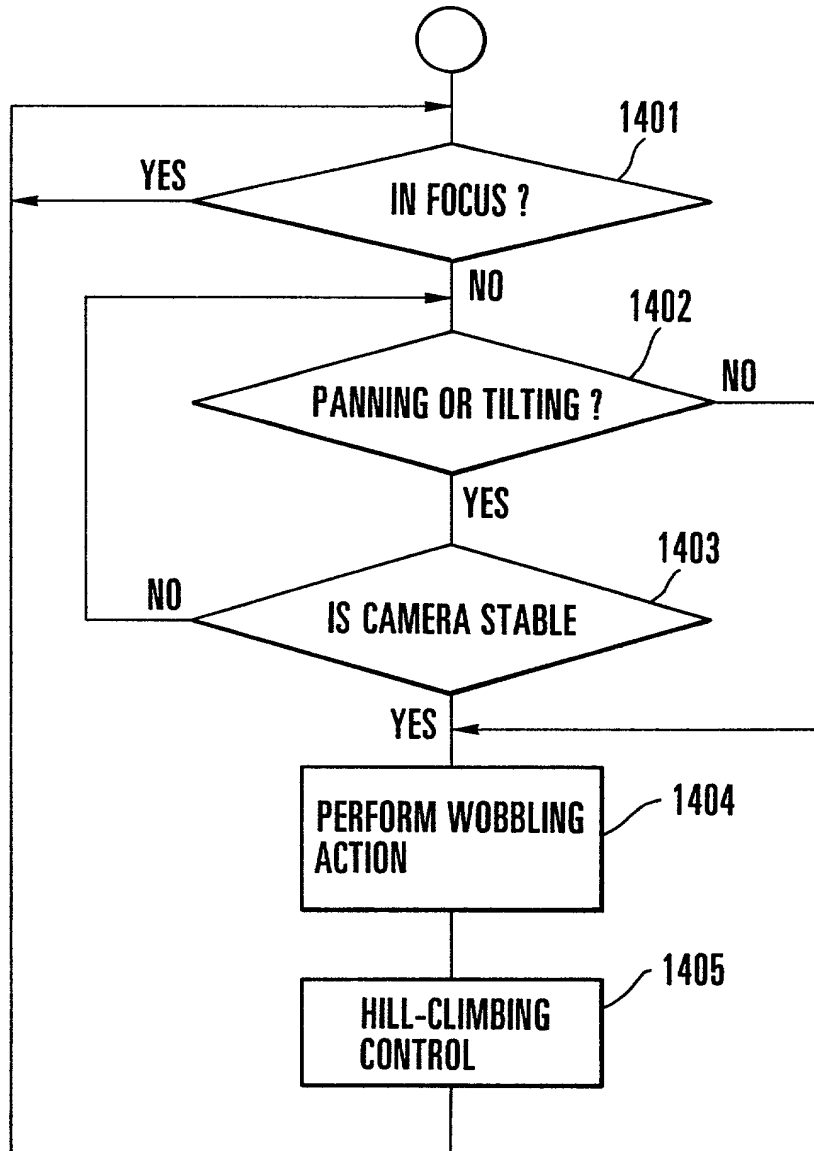 1401
YES
IN FOCUS ?
NO
1402
PANNING OR TILTING ?
NO
YES
1403
NO
IS CAMERA STABLE
YES
PERFORM WOBBLING
ACTION
1404
1405
HILL-CLIMBING
CONTROL